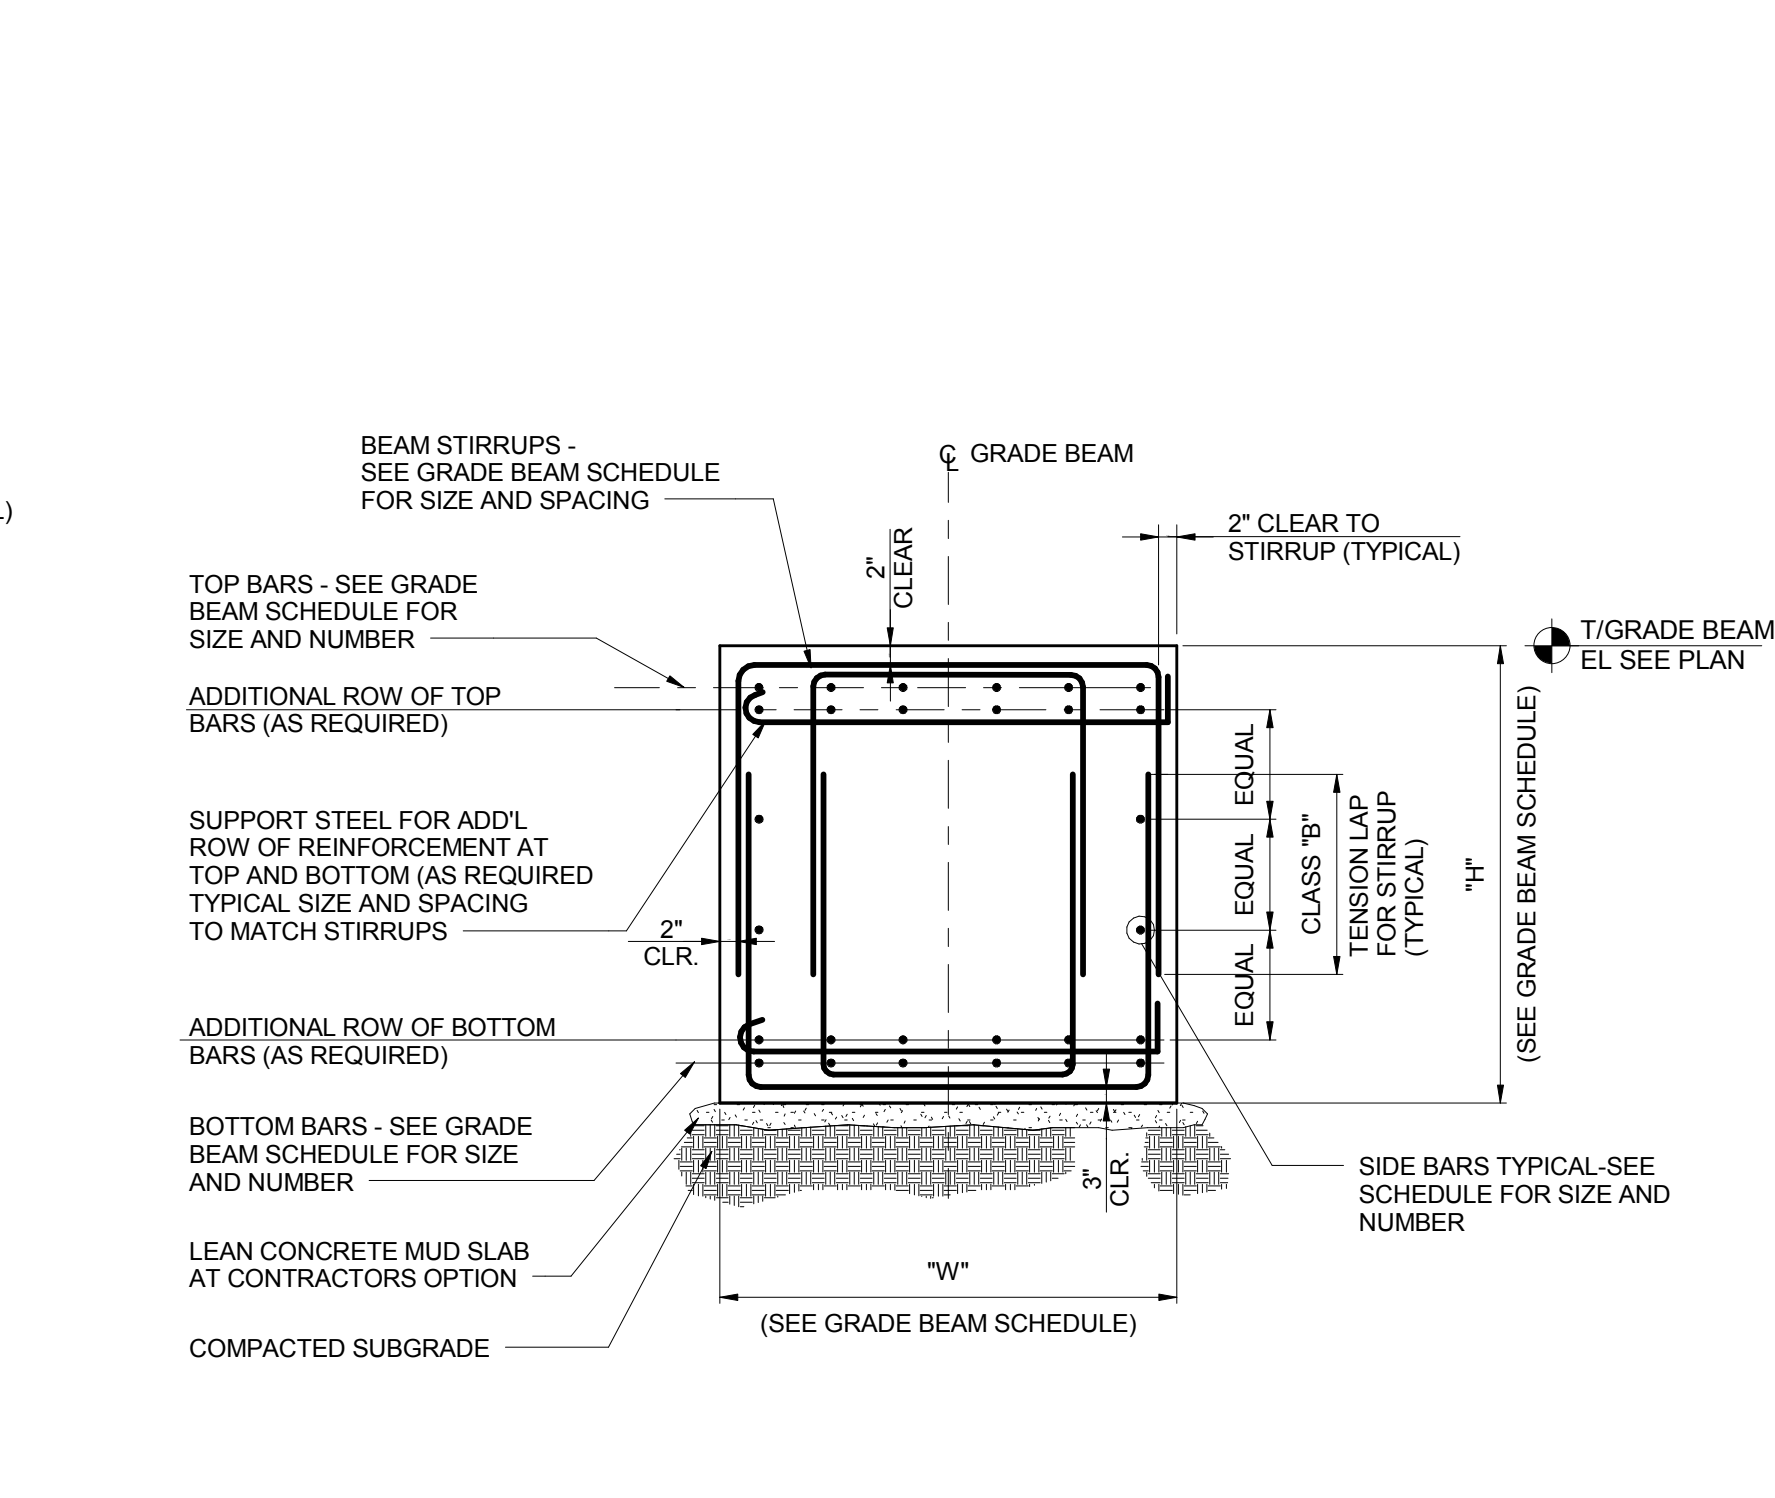 BEAM STIRRUPS -
SEE GRADE BEAM SCHEDULE
FOR SIZE AND SPACING
℄ GRADE BEAM
L)
2"
CLEAR
2" CLEAR TO
STIRRUP (TYPICAL)
TOP BARS - SEE GRADE
BEAM SCHEDULE FOR
SIZE AND NUMBER
T/GRADE BEAM
EL SEE PLAN
ADDITIONAL ROW OF TOP
BARS (AS REQUIRED)
SUPPORT STEEL FOR ADD'L
ROW OF REINFORCEMENT AT
TOP AND BOTTOM (AS REQUIRED
TYPICAL SIZE AND SPACING
TO MATCH STIRRUPS
2"
CLR.
EQUAL
EQUAL
EQUAL
CLASS "B"
TENSION LAP
FOR STIRRUP
(TYPICAL)
"H"
(SEE GRADE BEAM SCHEDULE)
ADDITIONAL ROW OF BOTTOM
BARS (AS REQUIRED)
BOTTOM BARS - SEE GRADE
BEAM SCHEDULE FOR SIZE
AND NUMBER
3"
CLR.
SIDE BARS TYPICAL-SEE
SCHEDULE FOR SIZE AND
NUMBER
LEAN CONCRETE MUD SLAB
AT CONTRACTORS OPTION
"W"
(SEE GRADE BEAM SCHEDULE)
COMPACTED SUBGRADE